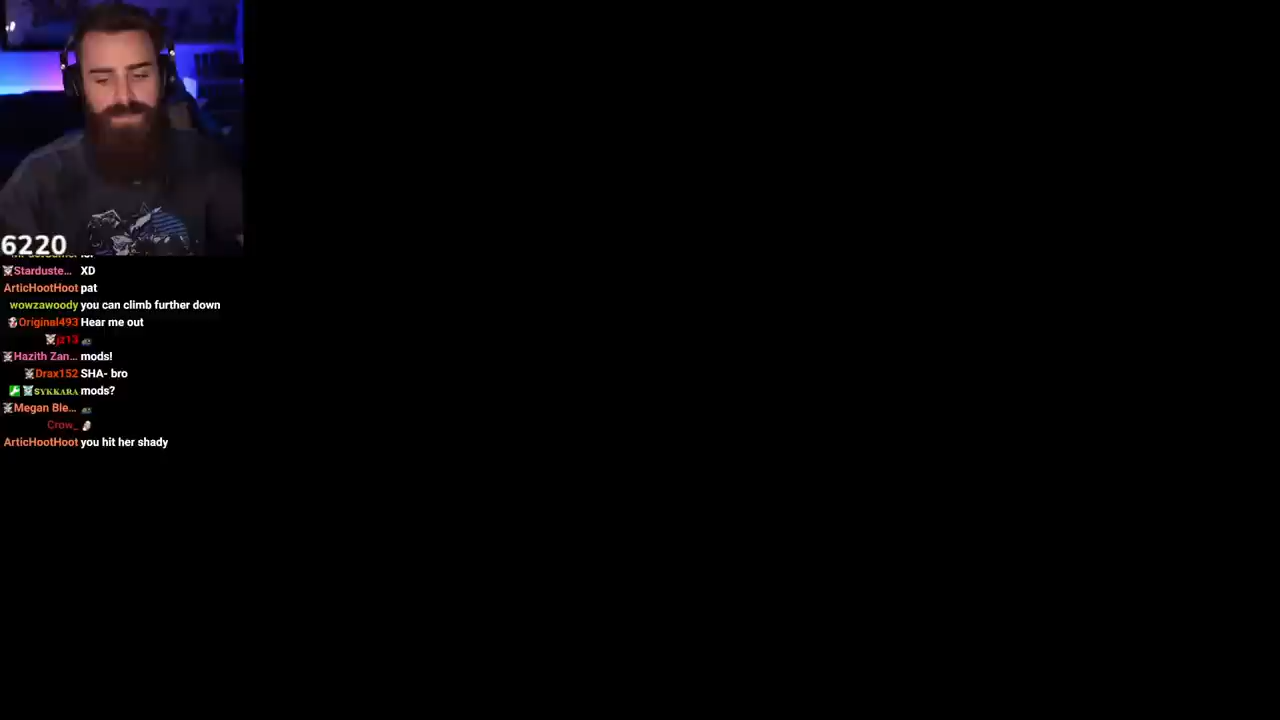 6220
Starduste... XD
ArticHootHoot pat
wowzawoody you can climb further down
Original493 Hear me out
jz13
Hazith Zan... mods!
Drax152 SHA- bro
SYKKARA mods?
Megan Ble...
Crow_
ArticHootHoot you hit her shady